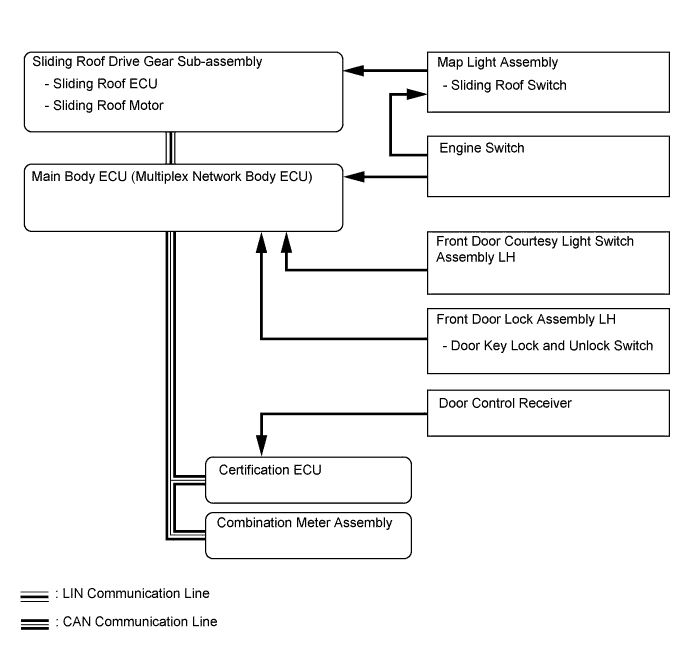 Sliding Roof Drive Gear Sub-assembly
- Sliding Roof ECU
- Sliding Roof Motor
Map Light Assembly
- Sliding Roof Switch
Engine Switch
Main Body ECU (Multiplex Network Body ECU)
Front Door Courtesy Light Switch
Assembly LH
Front Door Lock Assembly LH
- Door Key Lock and Unlock Switch
Door Control Receiver
Certification ECU
Combination Meter Assembly
: LIN Communication Line
: CAN Communication Line